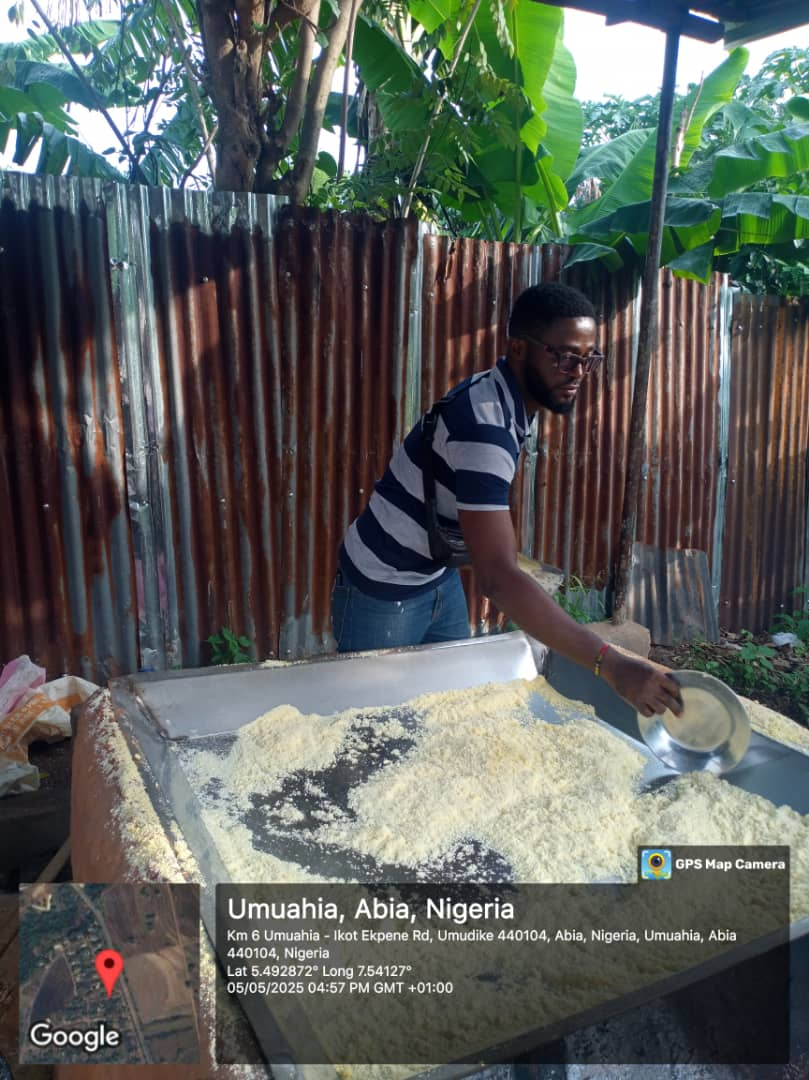 GPS Map Camera
Umuahia, Abia, Nigeria
Km 6 Umuahia - Ikot Ekpene Rd, Umudike 440104, Abia, Nigeria, Umuahia, Abia
440104, Nigeria
Lat 5.492872° Long 7.54127°
05/05/2025 04:57 PM GMT +01:00
Google